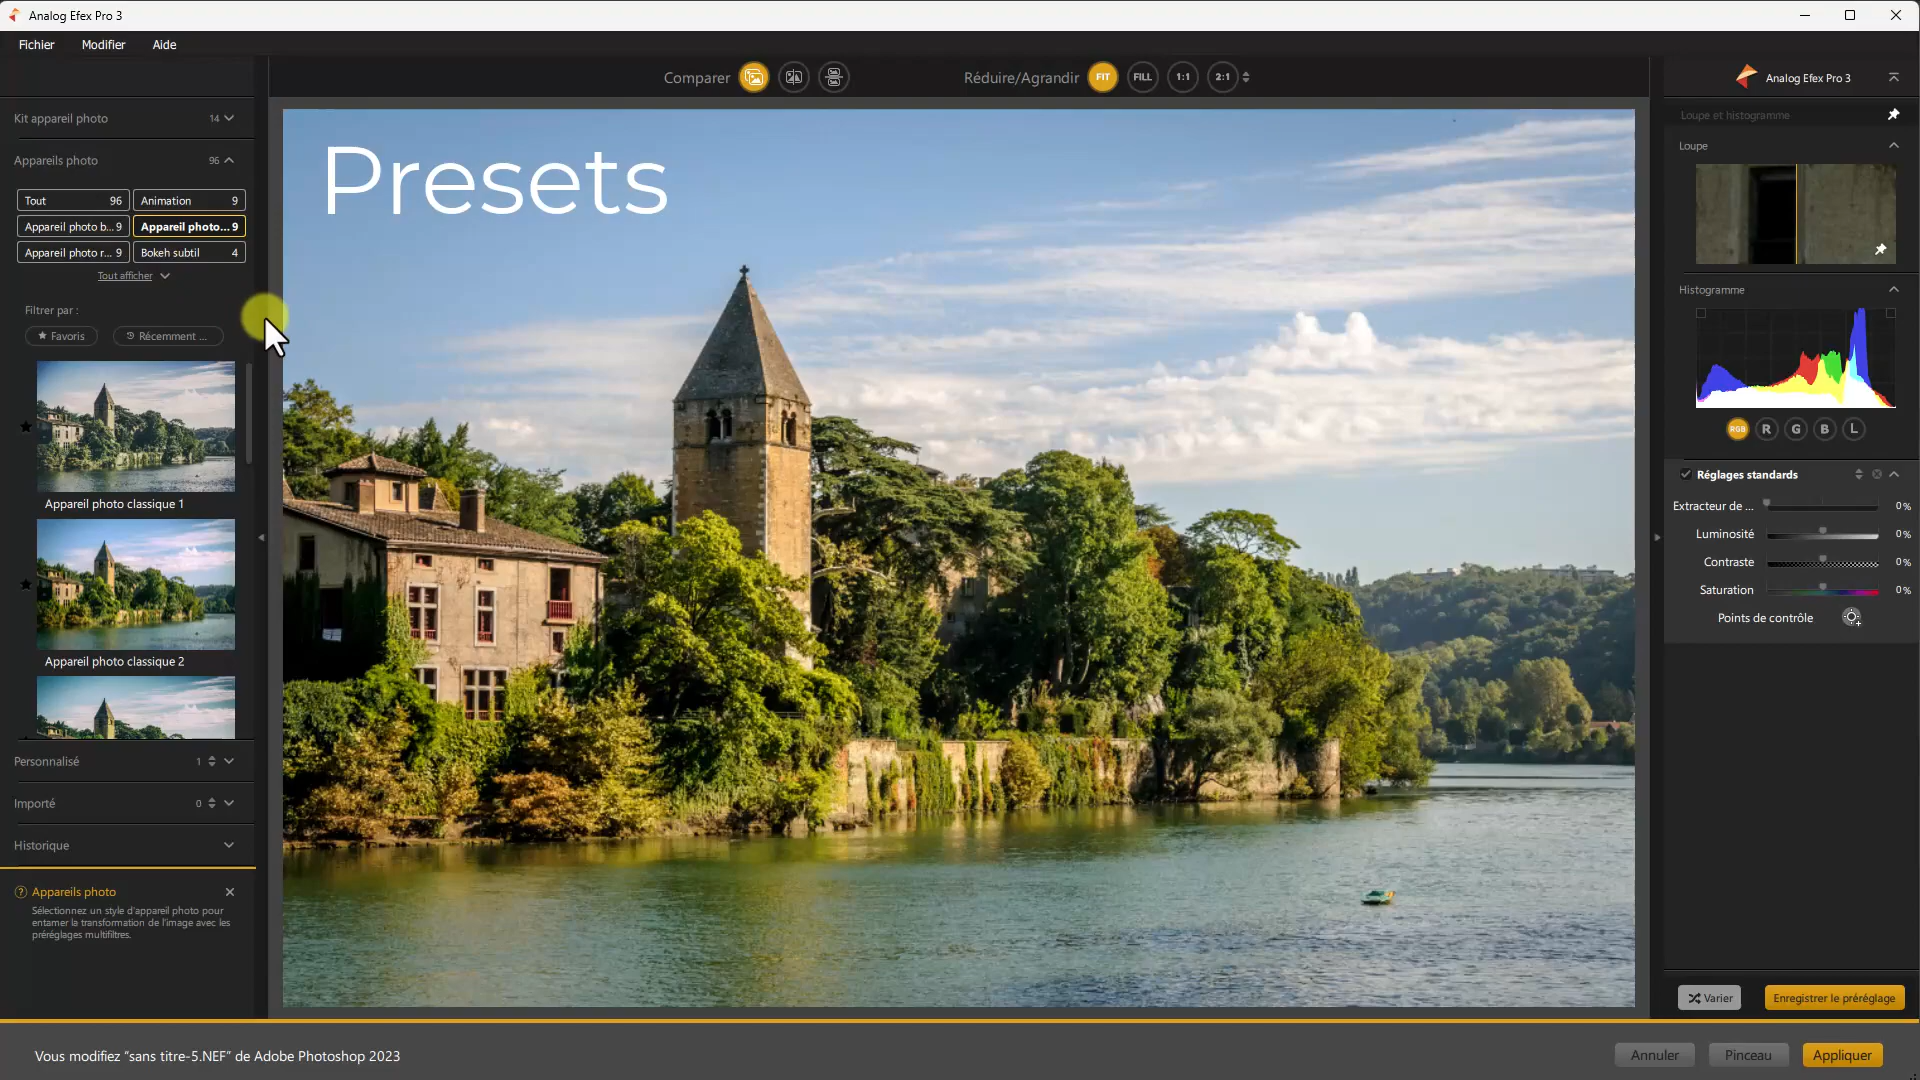 Analog Efex Pro 3
Fichier Modifier Aide
Comparer Réduire/Agrandir FIT FILL 1:1 2:1
Analog Efex Pro 3
Kit appareil photo 14
Appareils photo 96
Tout 96 Animation 9
Appareil photo b... 9 Appareil photo... 9
Appareil photo r... 9 Bokeh subtil 4
Tout afficher
Filtrer par :
Favoris Récemment ...
Appareil photo classique 1
Appareil photo classique 2
Personnalisé 1
Importé 0
Historique
Appareils photo
Sélectionnez un style d'appareil photo pour
entamer la transformation de l'image avec les
préréglages multifiltres.
Presets
Loupe et histogramme
Loupe
Histogramme
RGB R G B L
Réglages standards
Extracteur de ... 0%
Luminosité 0%
Contraste 0%
Saturation 0%
Points de contrôle
Varier Enregistrer le préréglage
Vous modifiez “sans titre-5.NEF” de Adobe Photoshop 2023
Annuler Pinceau Appliquer